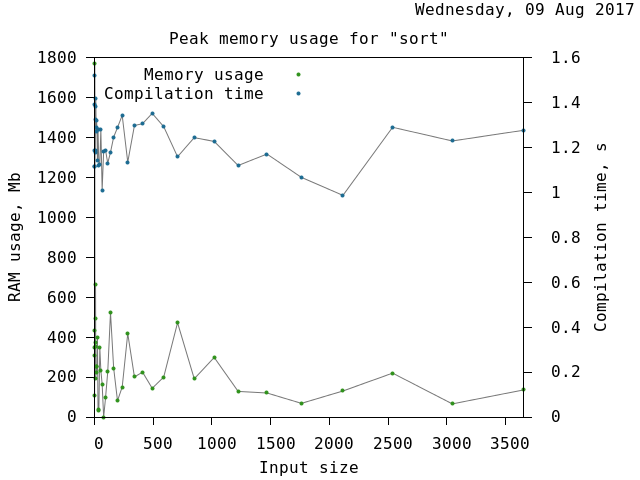 Wednesday, 09 Aug 2017
Peak memory usage for "sort"
1800
1600
1400
1200
1000
800
600
400
200
0
RAM usage, Mb
Memory usage
Compilation time
1.6
1.4
1.2
1
0.8
0.6
0.4
0.2
0
Compilation time, s
0 500 1000 1500 2000 2500 3000 3500
Input size